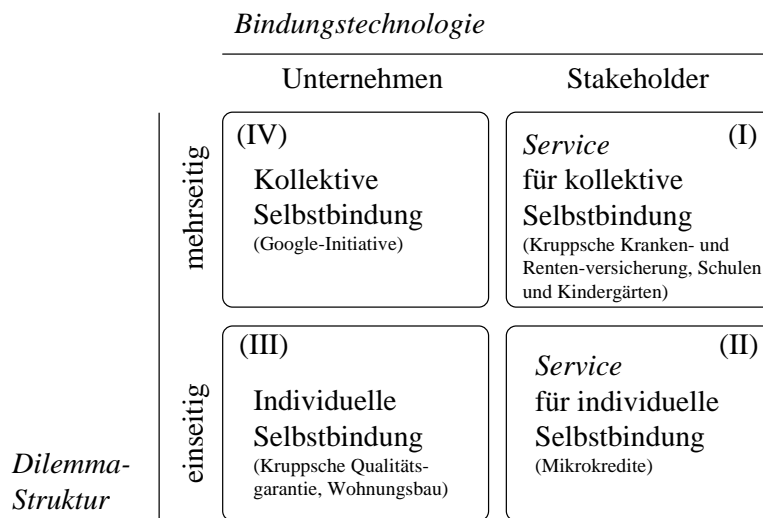 Bindungstechnologie
Unternehmen
Stakeholder
mehrseitig
(IV)
Kollektive
Selbstbindung
(Google-Initiative)
(I)
Service
für kollektive
Selbstbindung
(Kruppsche Kranken- und
Renten-versicherung, Schulen
und Kindergärten)
einseitig
(III)
Individuelle
Selbstbindung
(Kruppsche Qualitäts-
garantie, Wohnungsbau)
(II)
Service
für individuelle
Selbstbindung
(Mikrokredite)
Dilemma-
Struktur